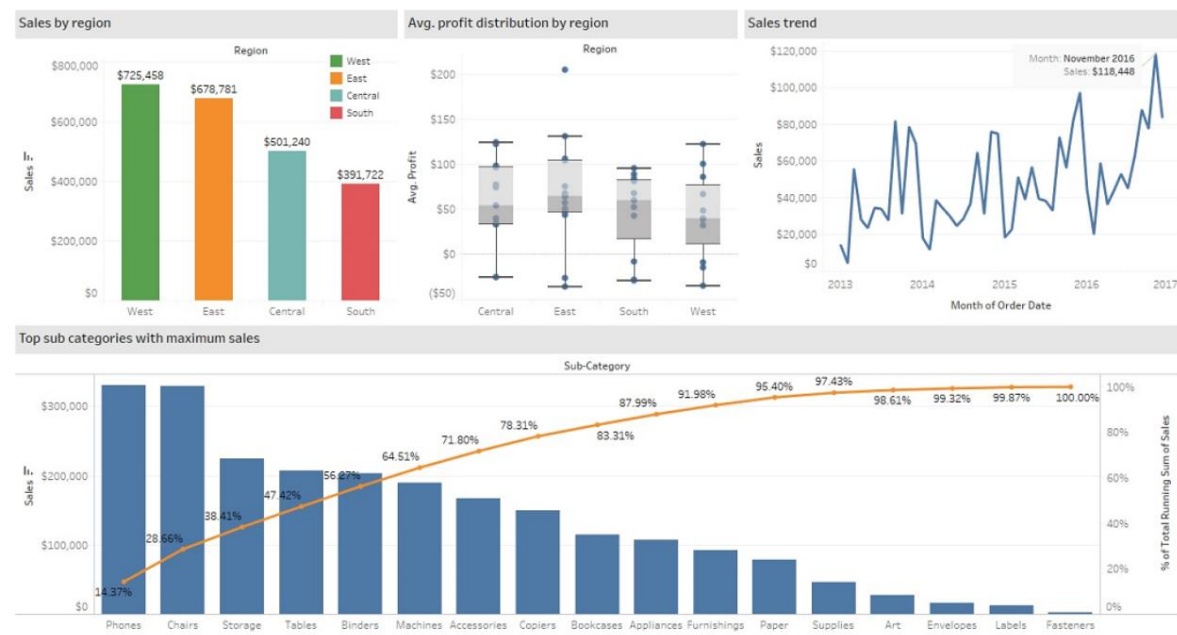 Sales by region
Region
West
East
Central
South
$800,000
$600,000
$400,000
$200,000
$0
Sales
$725,458
$678,781
$501,240
$391,722
West
East
Central
South
Avg. profit distribution by region
Region
$200
$150
$100
$50
$0
($50)
Avg. Profit
Central
East
South
West
Sales trend
$120,000
$100,000
$80,000
$60,000
$40,000
$20,000
$0
Sales
Month: November 2016
Sales: $118,448
2013
2014
2015
2016
2017
Month of Order Date
Top sub categories with maximum sales
Sub-Category
$300,000
$200,000
$100,000
$0
Sales
14.37%
28.66%
38.41%
47.42%
56.27%
64.51%
71.80%
78.31%
83.31%
87.99%
91.98%
95.40%
97.43%
98.61%
99.32%
99.87%
100.00%
100%
80%
60%
40%
20%
0%
% of Total Running Sum of Sales
Phones
Chairs
Storage
Tables
Binders
Machines
Accessories
Copiers
Bookcases
Appliances
Furnishings
Paper
Supplies
Art
Envelopes
Labels
Fasteners